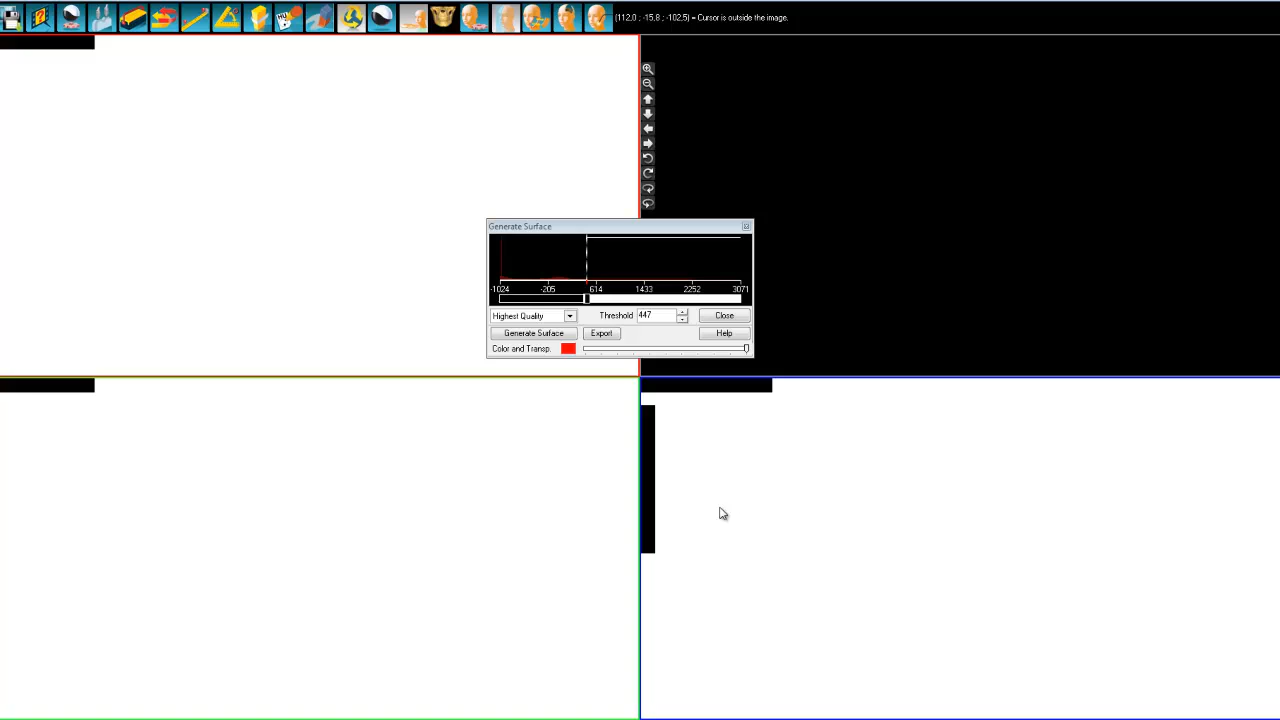 (112.0 ; -15.8 ; -102.5) = Cursor is outside the image.
HU
Generate Surface
-1024 -205 614 1433 2252 3071
Highest Quality Threshold 447 Close
Generate Surface Export Help
Color and Transp.